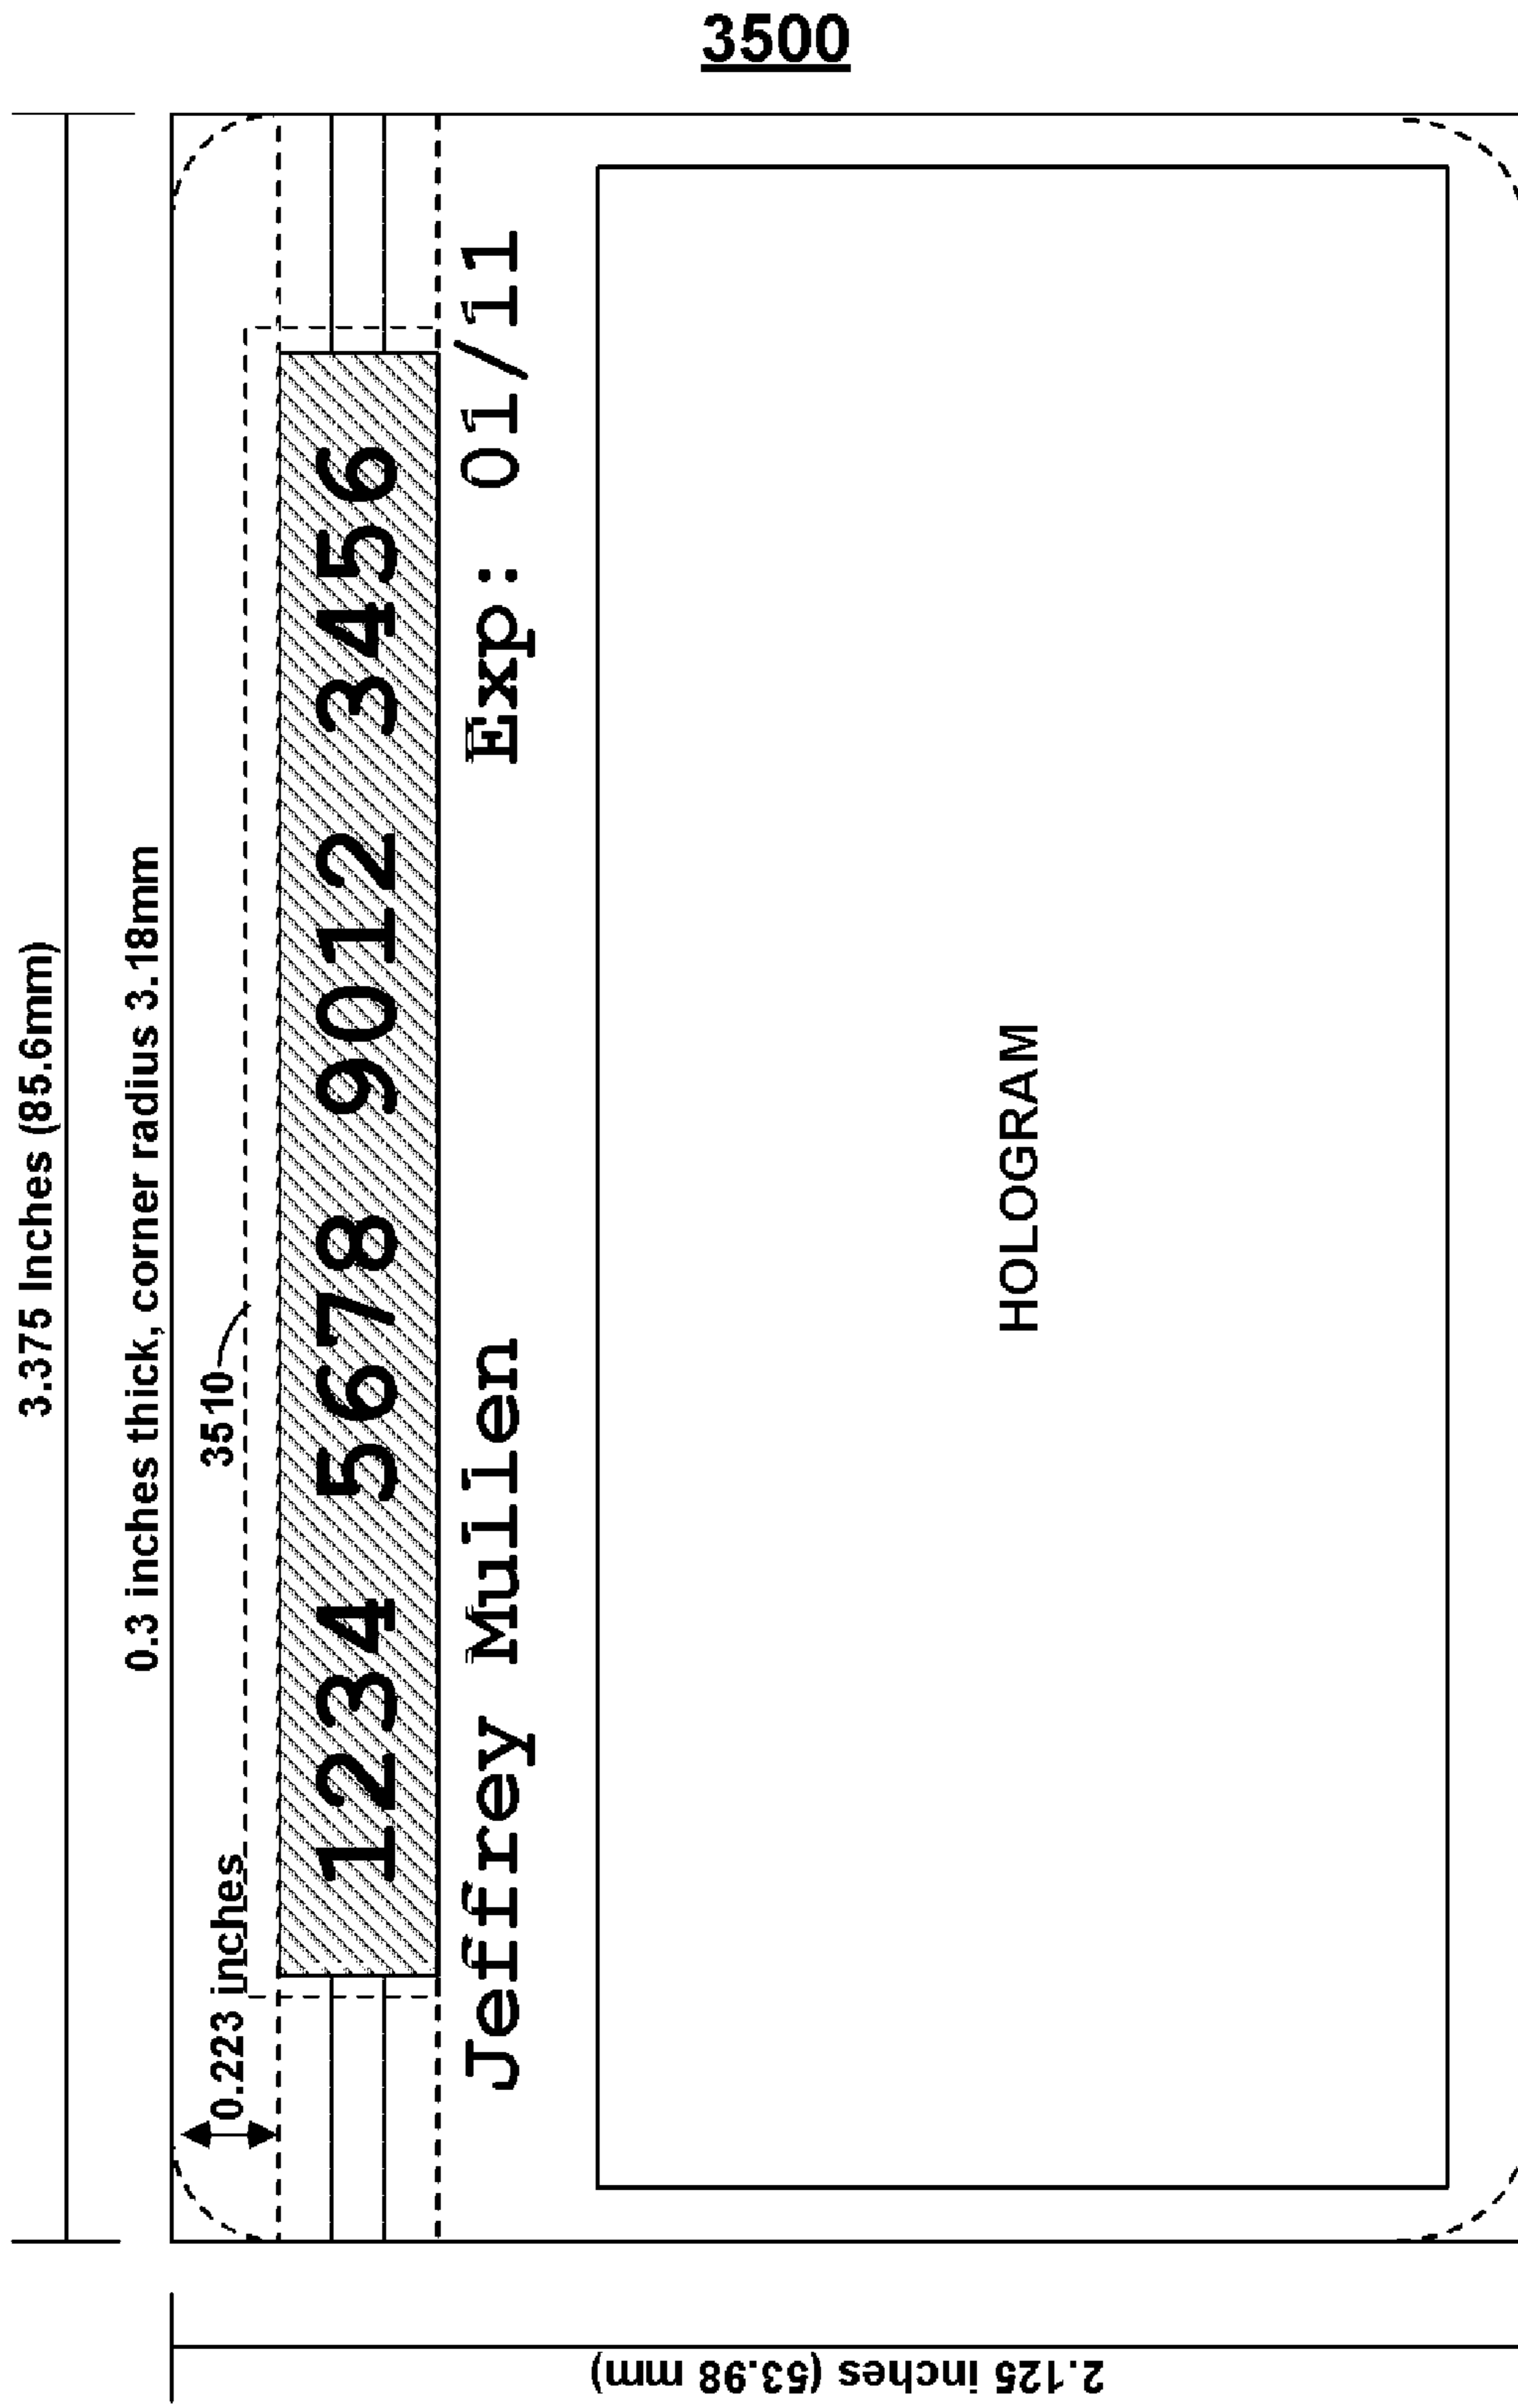 3500
3.375 Inches (85.6mm)
0.3 inches thick, corner radius 3.18mm
0.223 inches
3510
1234 5678 9012 3456
Jeffrey Mullen Exp: 01/11
HOLOGRAM
2.125 inches (53.98 mm)